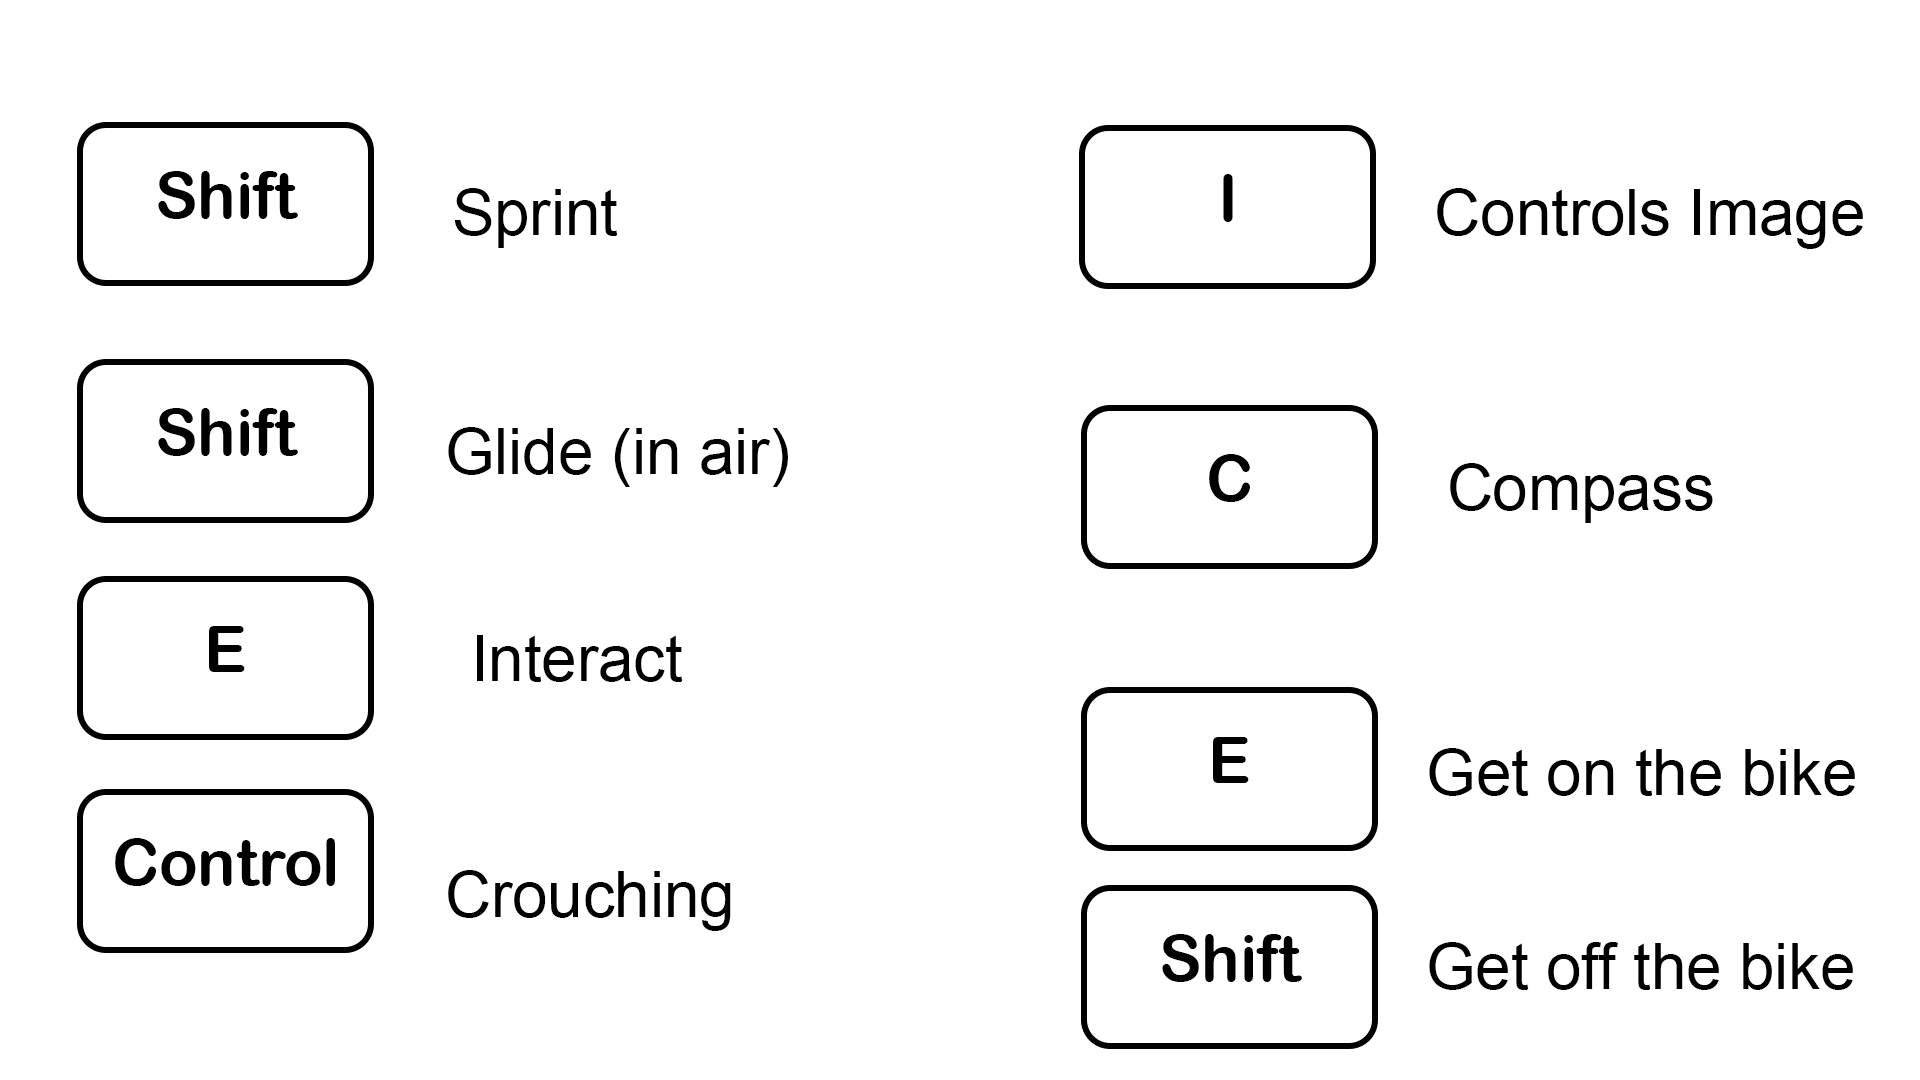 Shift
Sprint
Shift
Glide (in air)
E
Interact
Control
Crouching
I
Controls Image
C
Compass
E
Get on the bike
Shift
Get off the bike